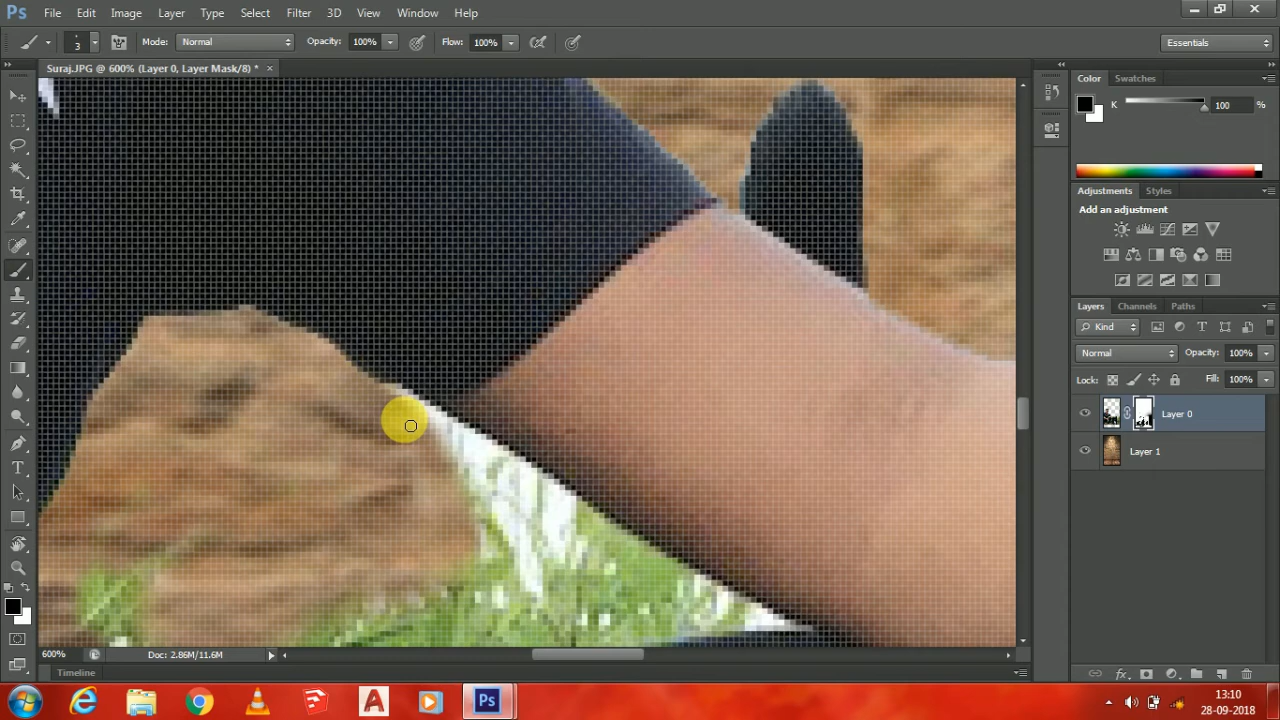 Ps File Edit Image Layer Type Select Filter 3D View Window Help
3 Mode: Normal Opacity: 100% Flow: 100% Essentials
Suraj.JPG @ 600% (Layer 0, Layer Mask/8) * ×
Color Swatches
K 100 %
Adjustments Styles
Add an adjustment
Layers Channels Paths
Kind
Normal Opacity: 100%
Lock: Fill: 100%
Layer 0
Layer 1
600% Doc: 2.86M/11.6M
Timeline
13:10
28-09-2018